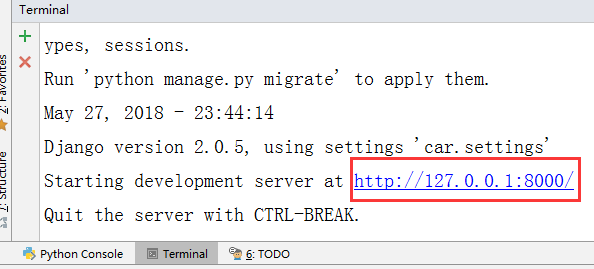 Terminal
ypes, sessions.
Run 'python manage.py migrate' to apply them.
May 27, 2018 - 23:44:14
Django version 2.0.5, using settings 'car.settings'
Starting development server at http://127.0.0.1:8000/
Quit the server with CTRL-BREAK.
2: Favorites
7: Structure
Python Console
Terminal
6: TODO